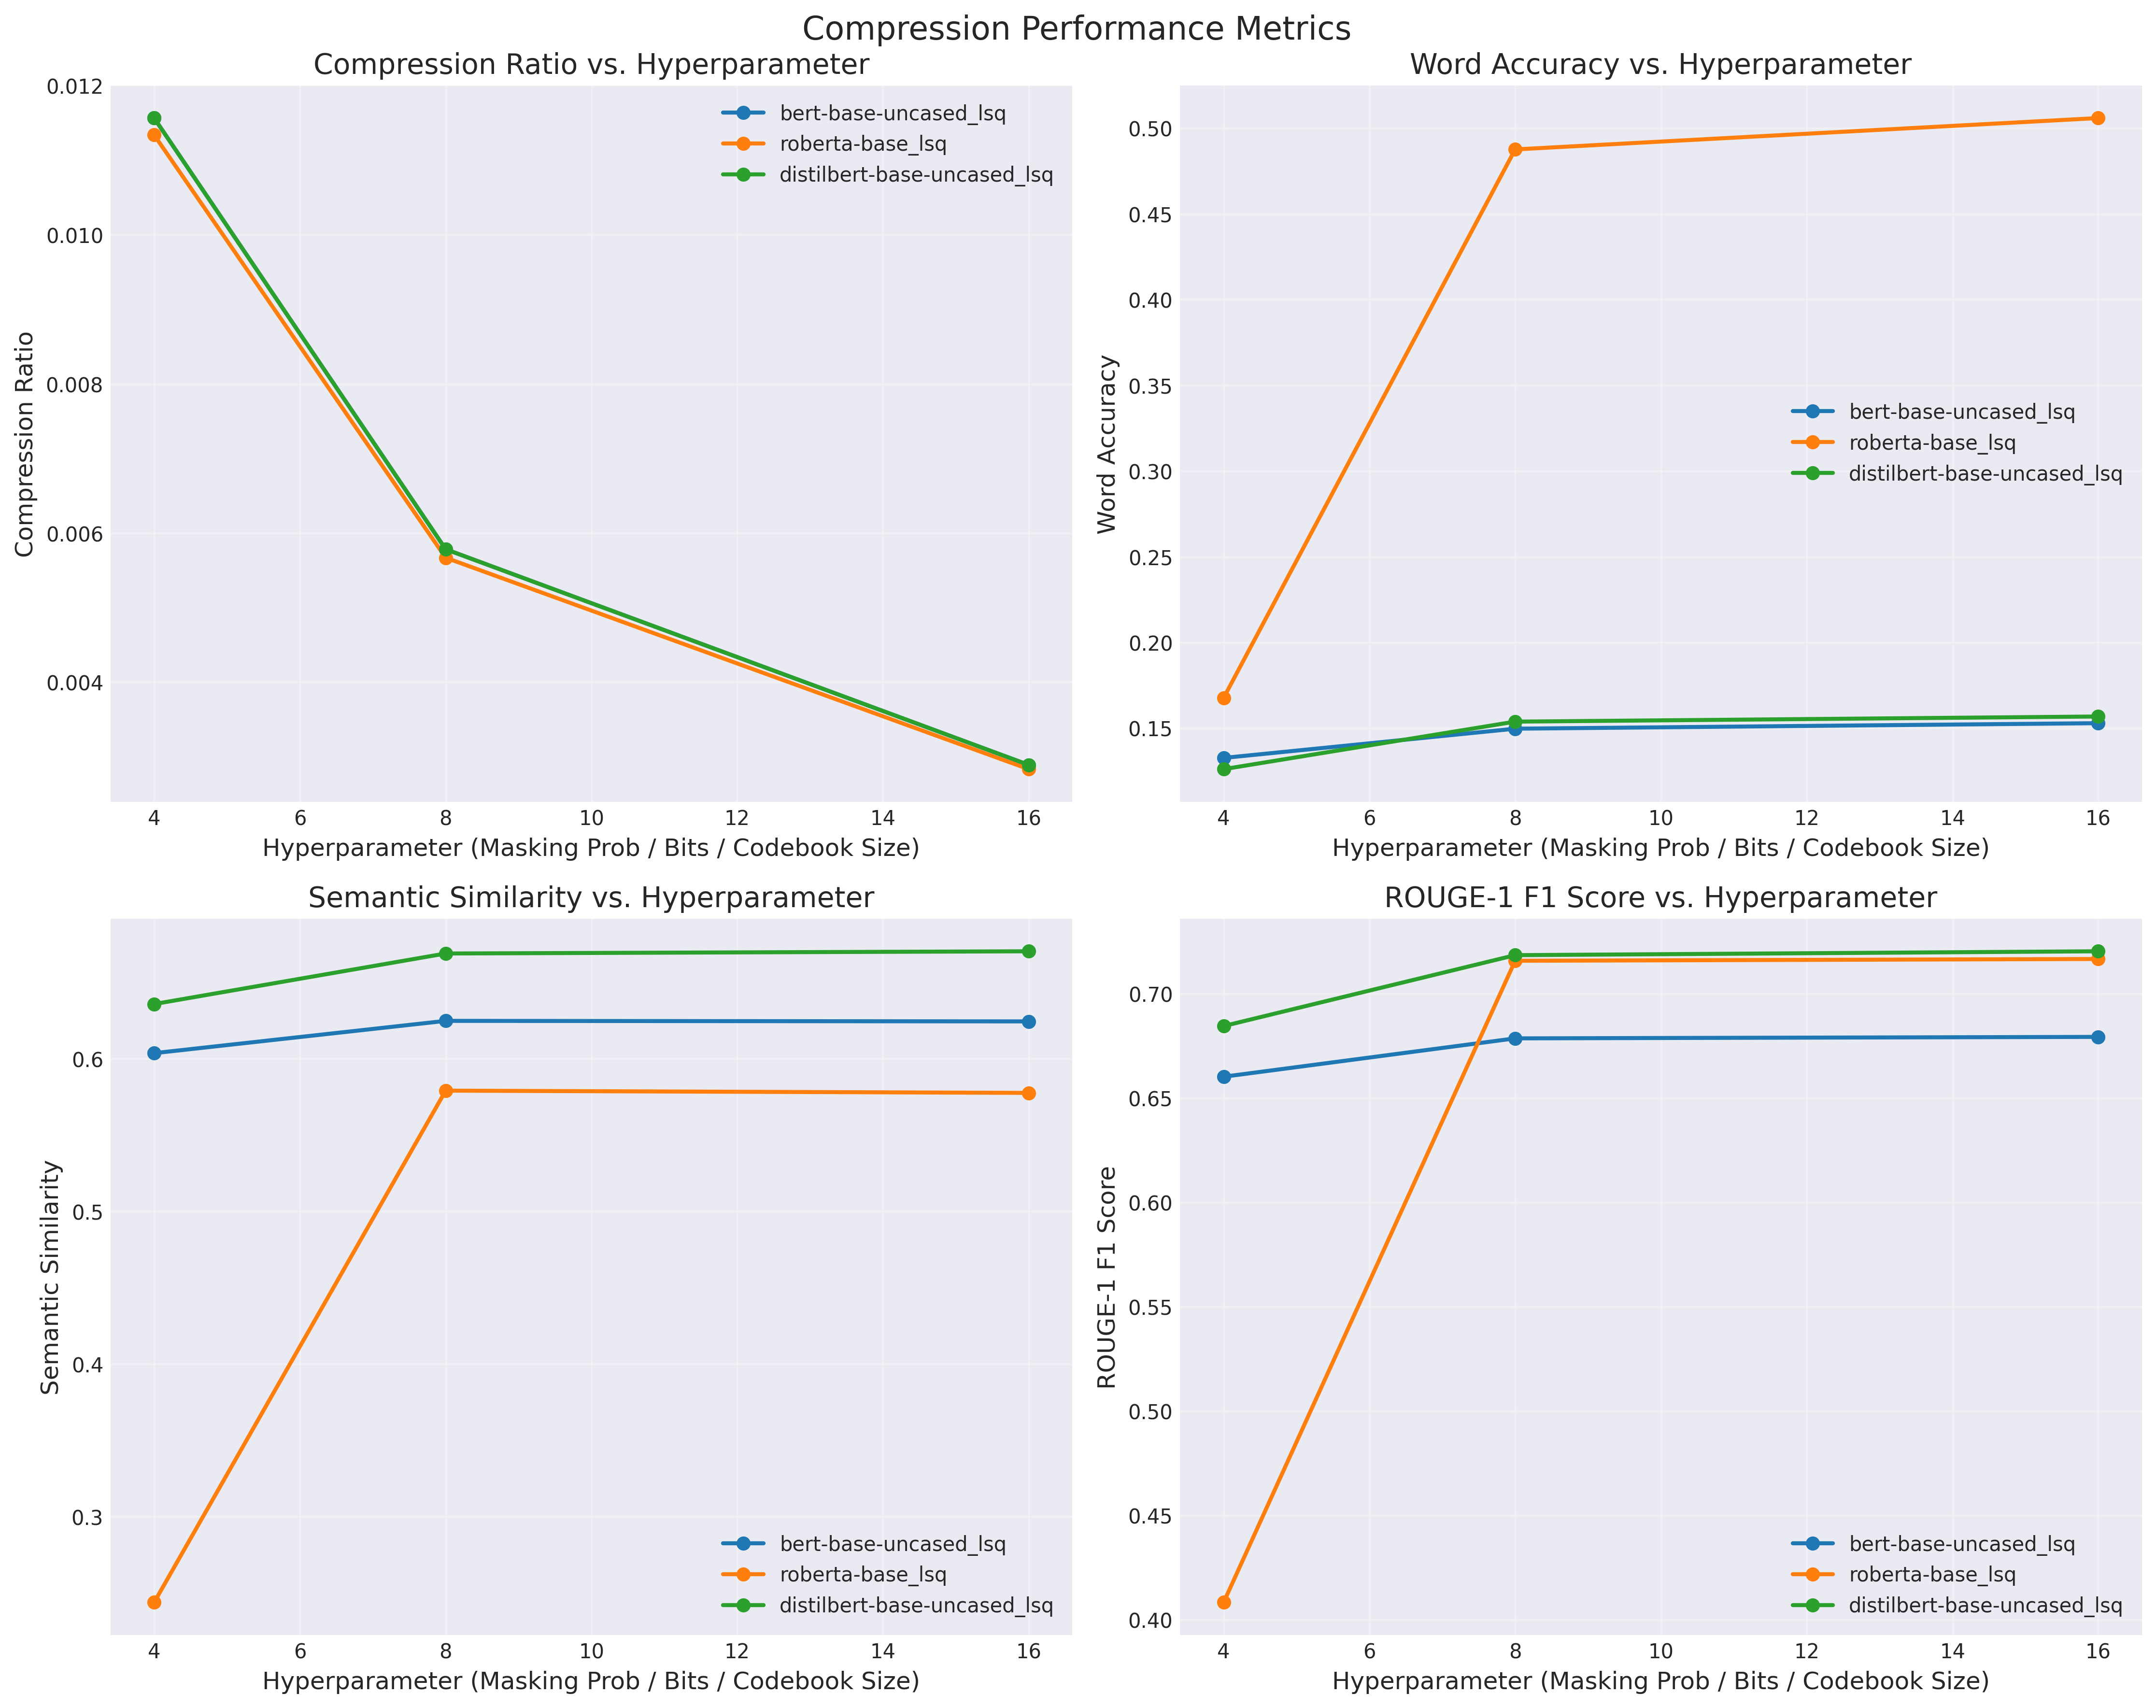 Compression Performance Metrics
Compression Ratio vs. Hyperparameter
Compression Ratio
0.012
0.010
0.008
0.006
0.004
bert-base-uncased_lsq
roberta-base_lsq
distilbert-base-uncased_lsq
4 6 8 10 12 14 16
Hyperparameter (Masking Prob / Bits / Codebook Size)
Word Accuracy vs. Hyperparameter
Word Accuracy
0.50
0.45
0.40
0.35
0.30
0.25
0.20
0.15
bert-base-uncased_lsq
roberta-base_lsq
distilbert-base-uncased_lsq
4 6 8 10 12 14 16
Hyperparameter (Masking Prob / Bits / Codebook Size)
Semantic Similarity vs. Hyperparameter
Semantic Similarity
0.6
0.5
0.4
0.3
bert-base-uncased_lsq
roberta-base_lsq
distilbert-base-uncased_lsq
4 6 8 10 12 14 16
Hyperparameter (Masking Prob / Bits / Codebook Size)
ROUGE-1 F1 Score vs. Hyperparameter
ROUGE-1 F1 Score
0.70
0.65
0.60
0.55
0.50
0.45
0.40
bert-base-uncased_lsq
roberta-base_lsq
distilbert-base-uncased_lsq
4 6 8 10 12 14 16
Hyperparameter (Masking Prob / Bits / Codebook Size)